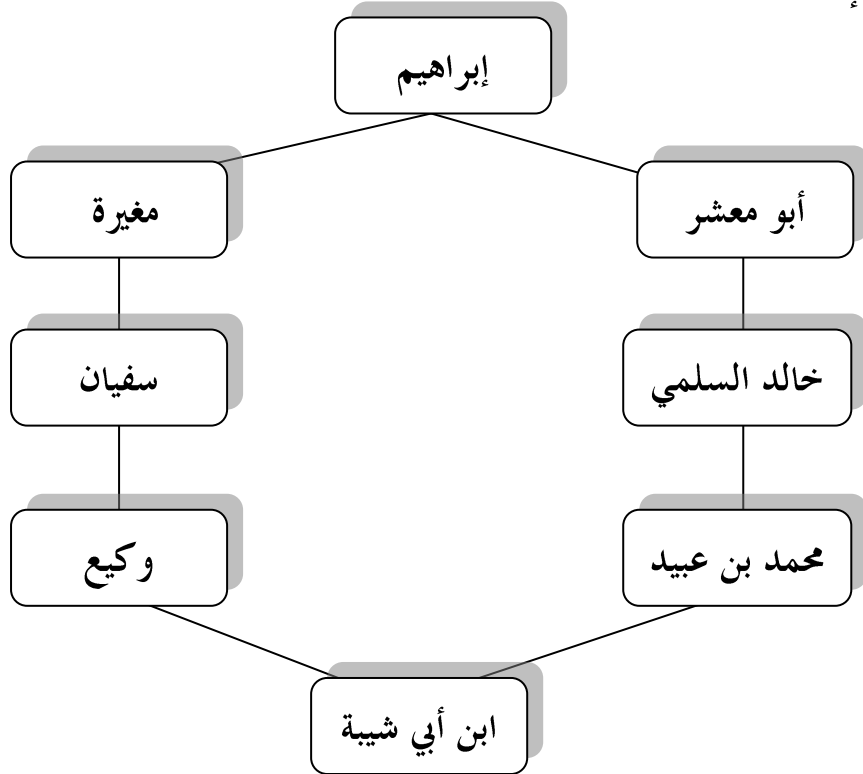 أ
إبراهيم
أبو معشر
مغيرة
خالد السلمي
سفيان
محمد بن عبيد
وكيع
ابن أبي شيبة